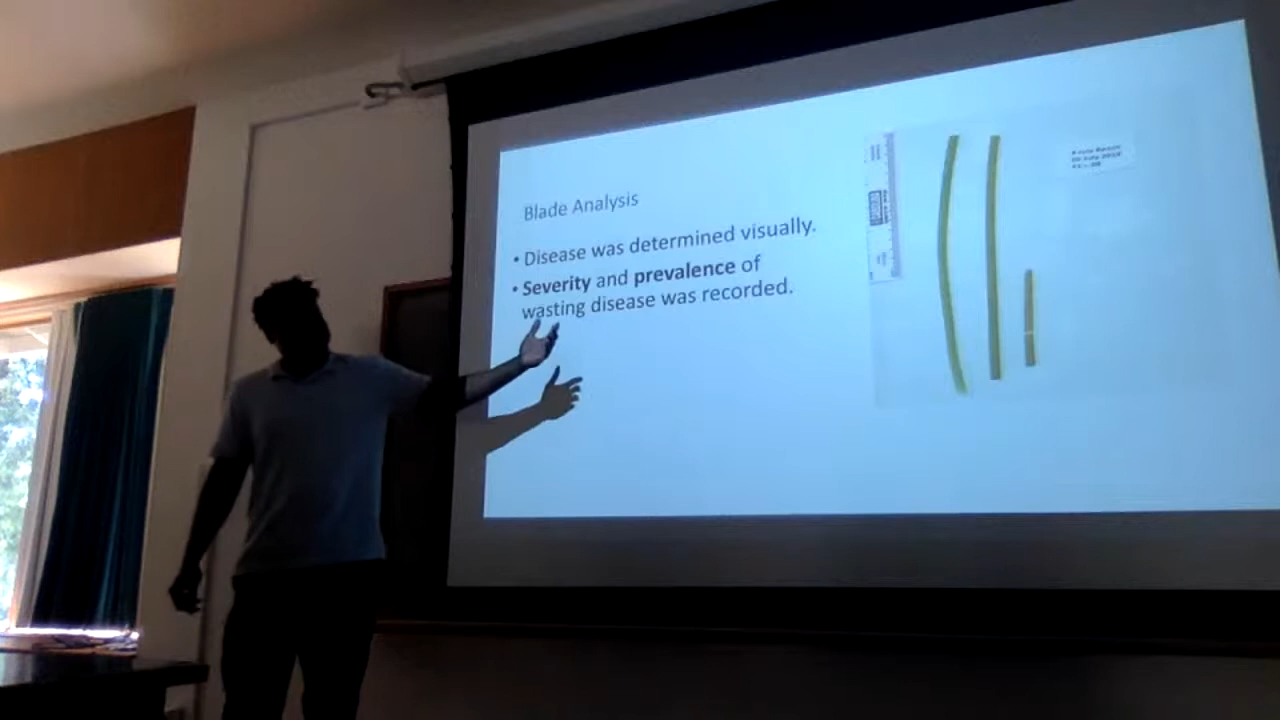 Blade Analysis
• Disease was determined visually.
• Severity and prevalence of
wasting disease was recorded.